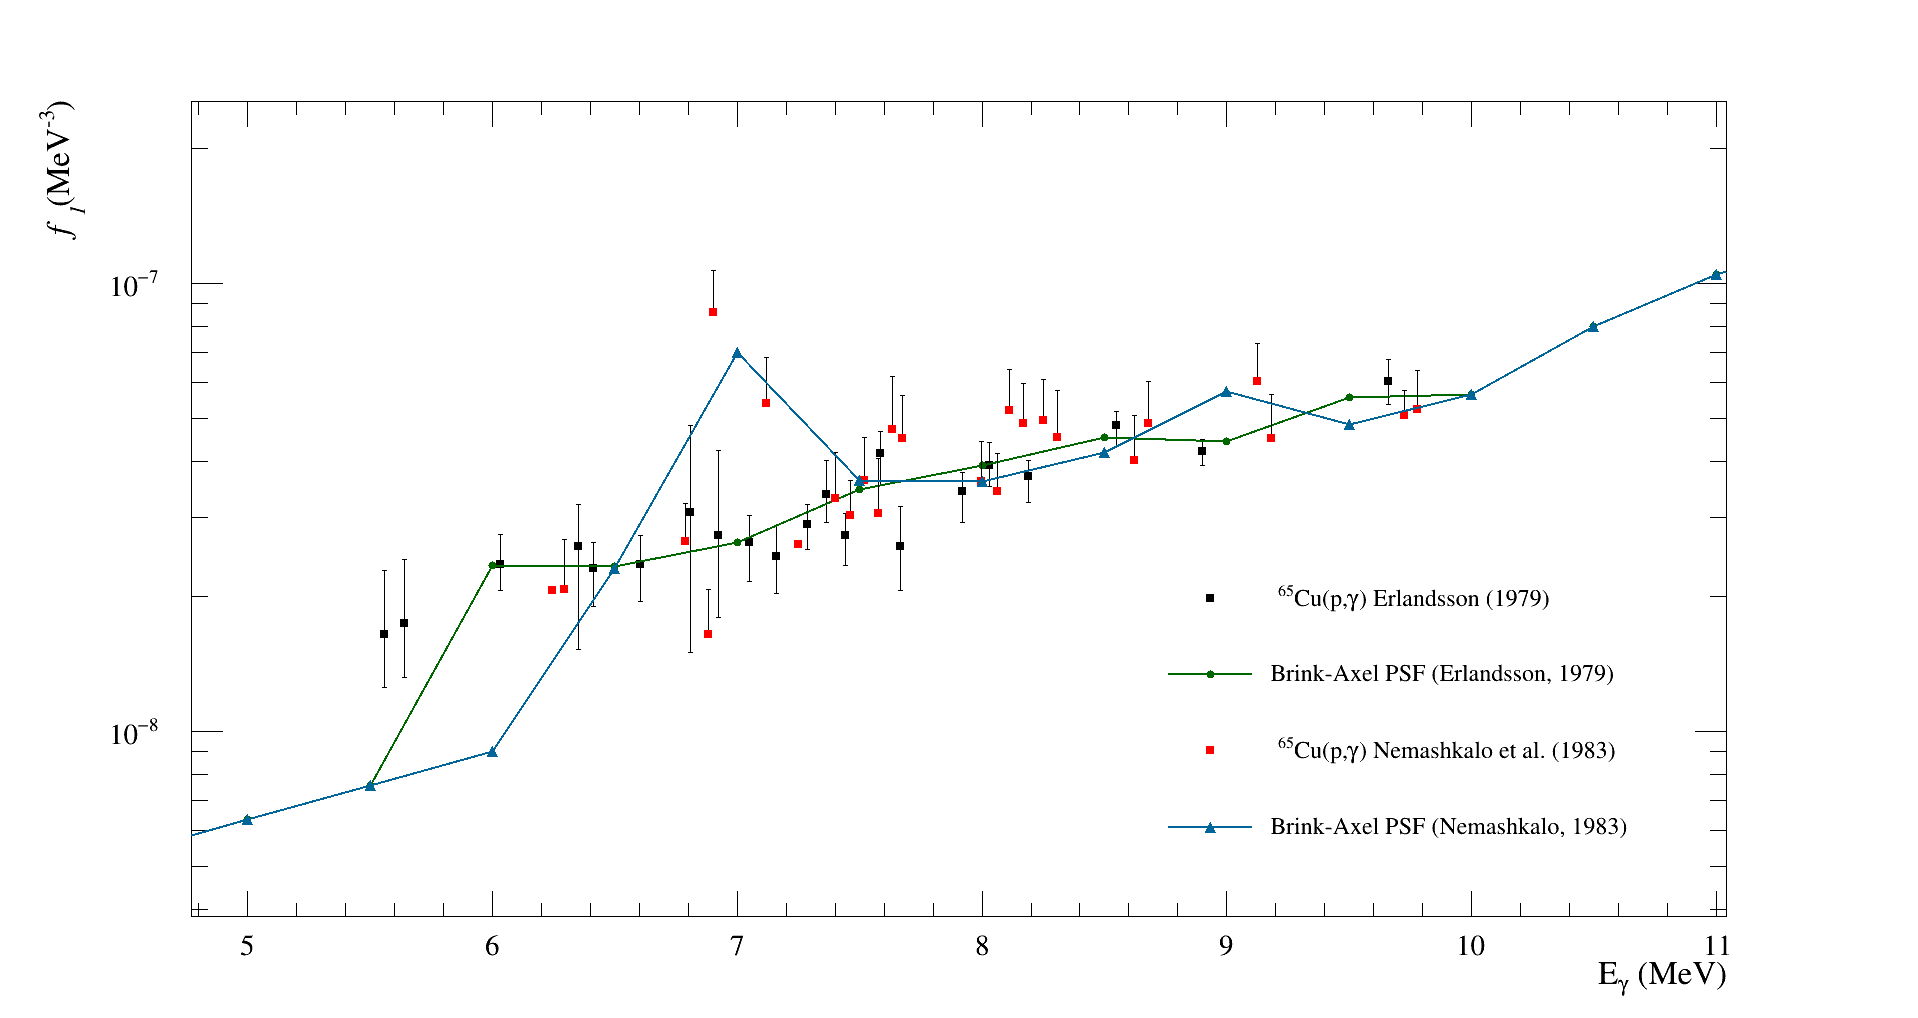 f 1 (MeV-3)
10−7
10−8
65Cu(p,γ) Erlandsson (1979)
Brink-Axel PSF (Erlandsson, 1979)
65Cu(p,γ) Nemashkalo et al. (1983)
Brink-Axel PSF (Nemashkalo, 1983)
5 6 7 8 9 10 11
Eγ (MeV)